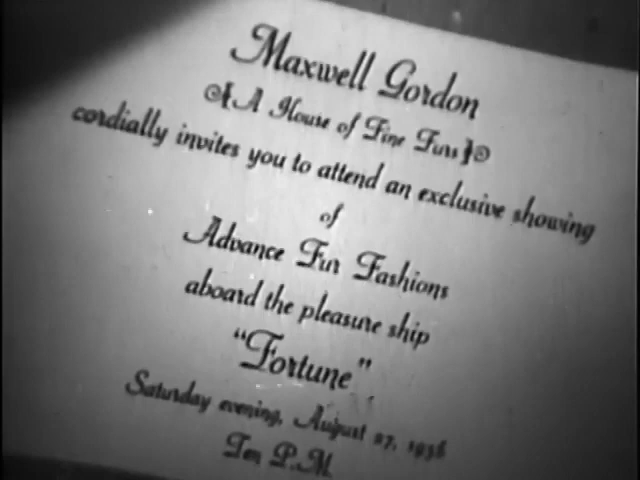 Maxwell Gordon
A House of Fine Furs
cordially invites you to attend an exclusive showing
of
Advance Fur Fashions
aboard the pleasure ship
"Fortune"
Saturday evening, August 27,
Ten P.M.